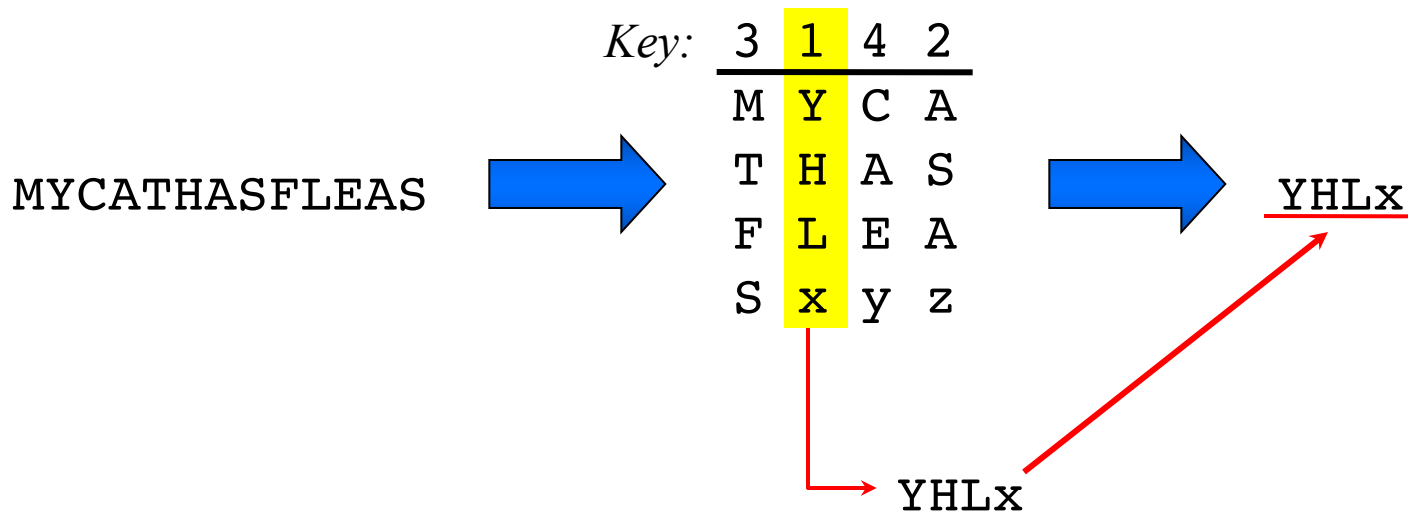 Key: 3 1 4 2
M Y C A
T H A S
F L E A
S x y z
MYCATHASFLEAS
YHLx
YHLx